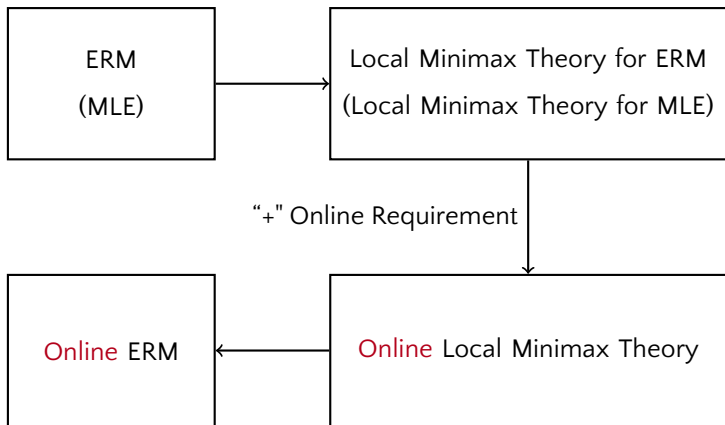 ERM
(MLE)
Local Minimax Theory for ERM
(Local Minimax Theory for MLE)
“+" Online Requirement
Online ERM
Online Local Minimax Theory